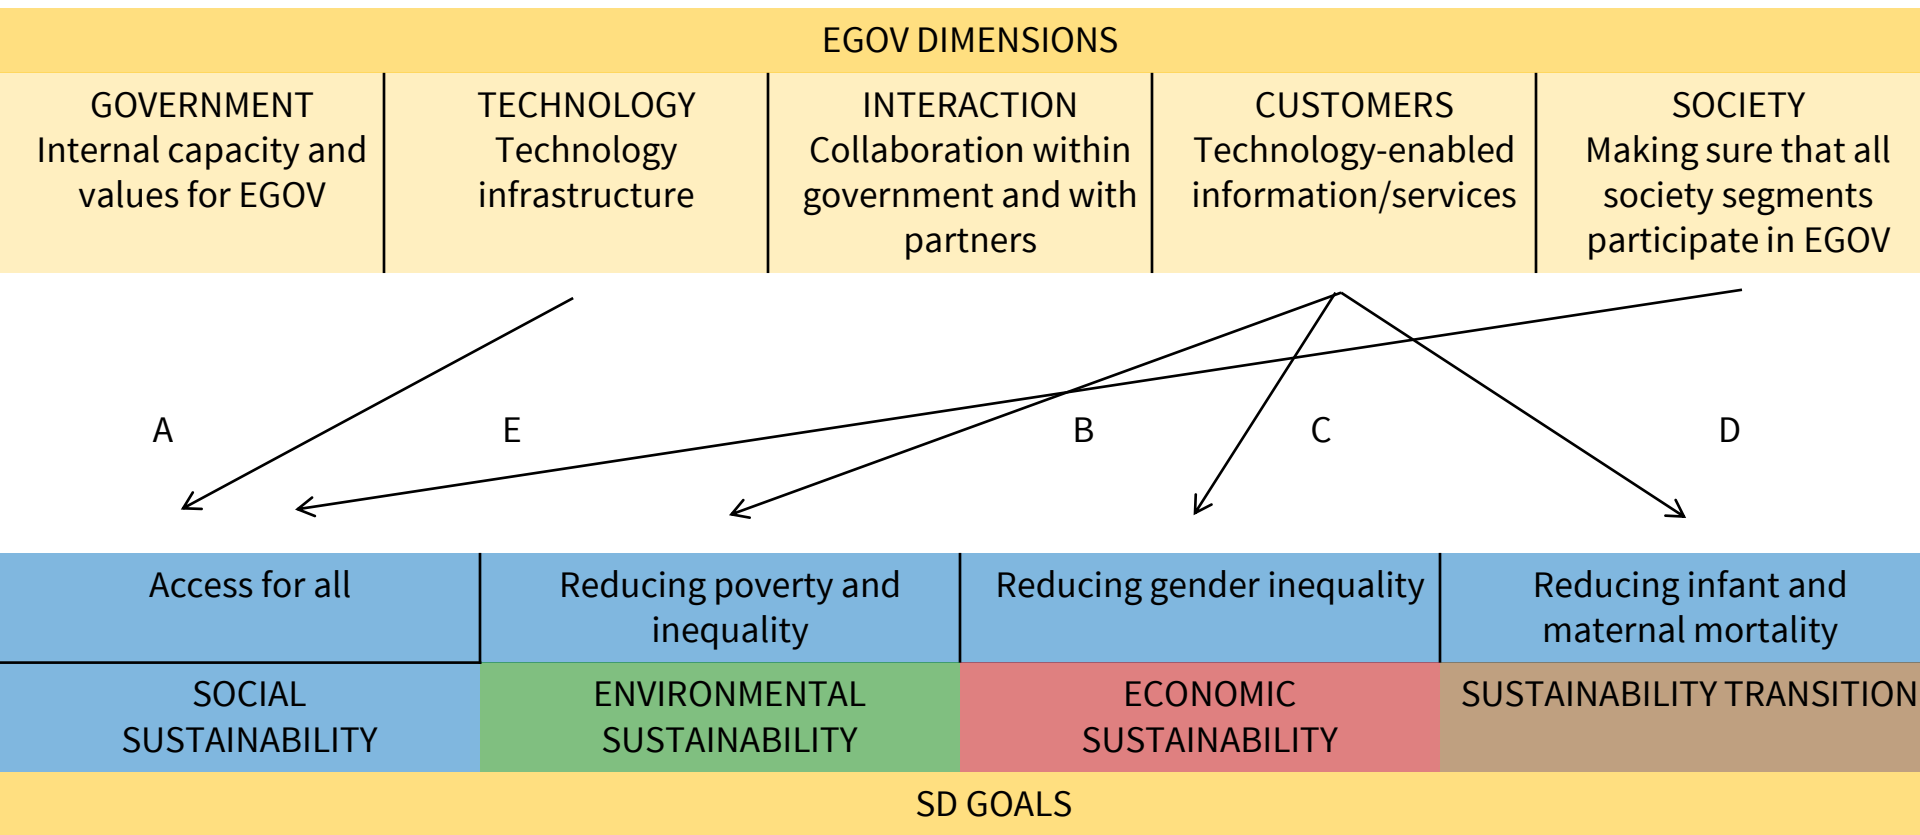 EGOV DIMENSIONS
GOVERNMENT
Internal capacity and
values for EGOV
TECHNOLOGY
Technology
infrastructure
INTERACTION
Collaboration within
government and with
partners
CUSTOMERS
Technology-enabled
information/services
SOCIETY
Making sure that all
society segments
participate in EGOV
A
E
B
C
D
Access for all
Reducing poverty and
inequality
Reducing gender inequality
Reducing infant and
maternal mortality
SOCIAL
SUSTAINABILITY
ENVIRONMENTAL
SUSTAINABILITY
ECONOMIC
SUSTAINABILITY
SUSTAINABILITY TRANSITION
SD GOALS